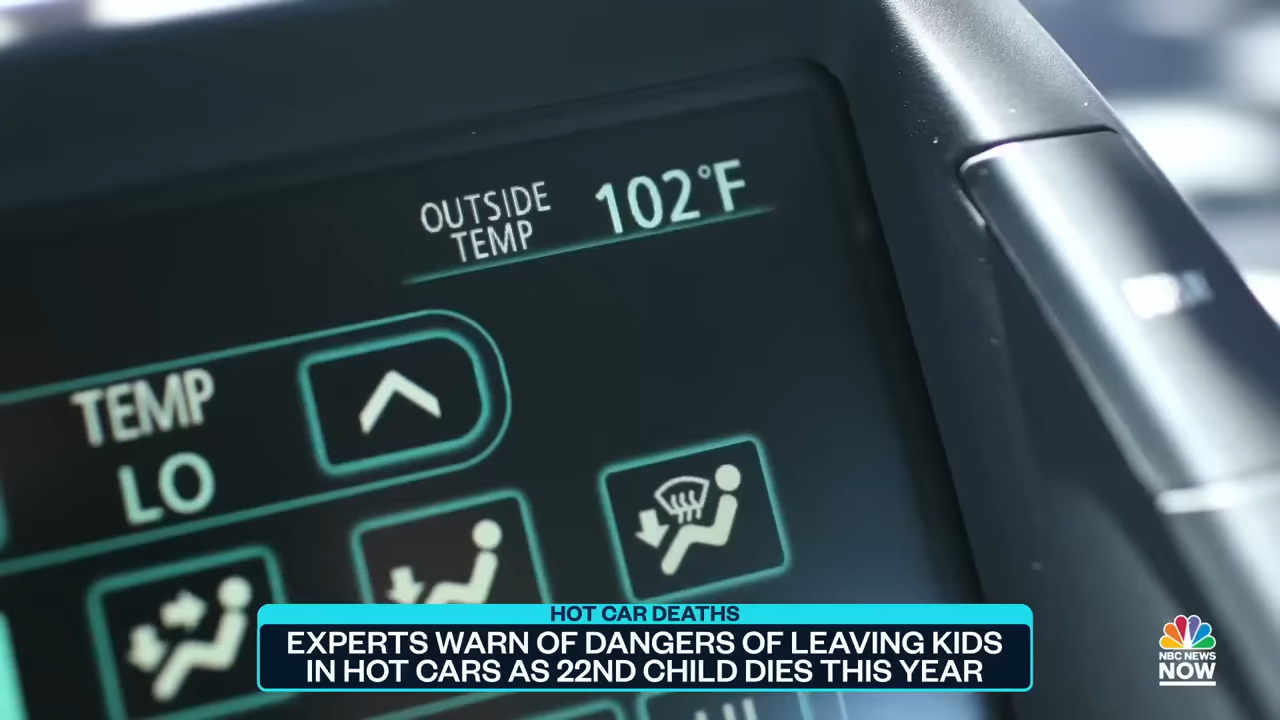 OUTSIDE
TEMP
102°F
TEMP
LO
HOT CAR DEATHS
EXPERTS WARN OF DANGERS OF LEAVING KIDS
IN HOT CARS AS 22ND CHILD DIES THIS YEAR
NBC NEWS
NOW